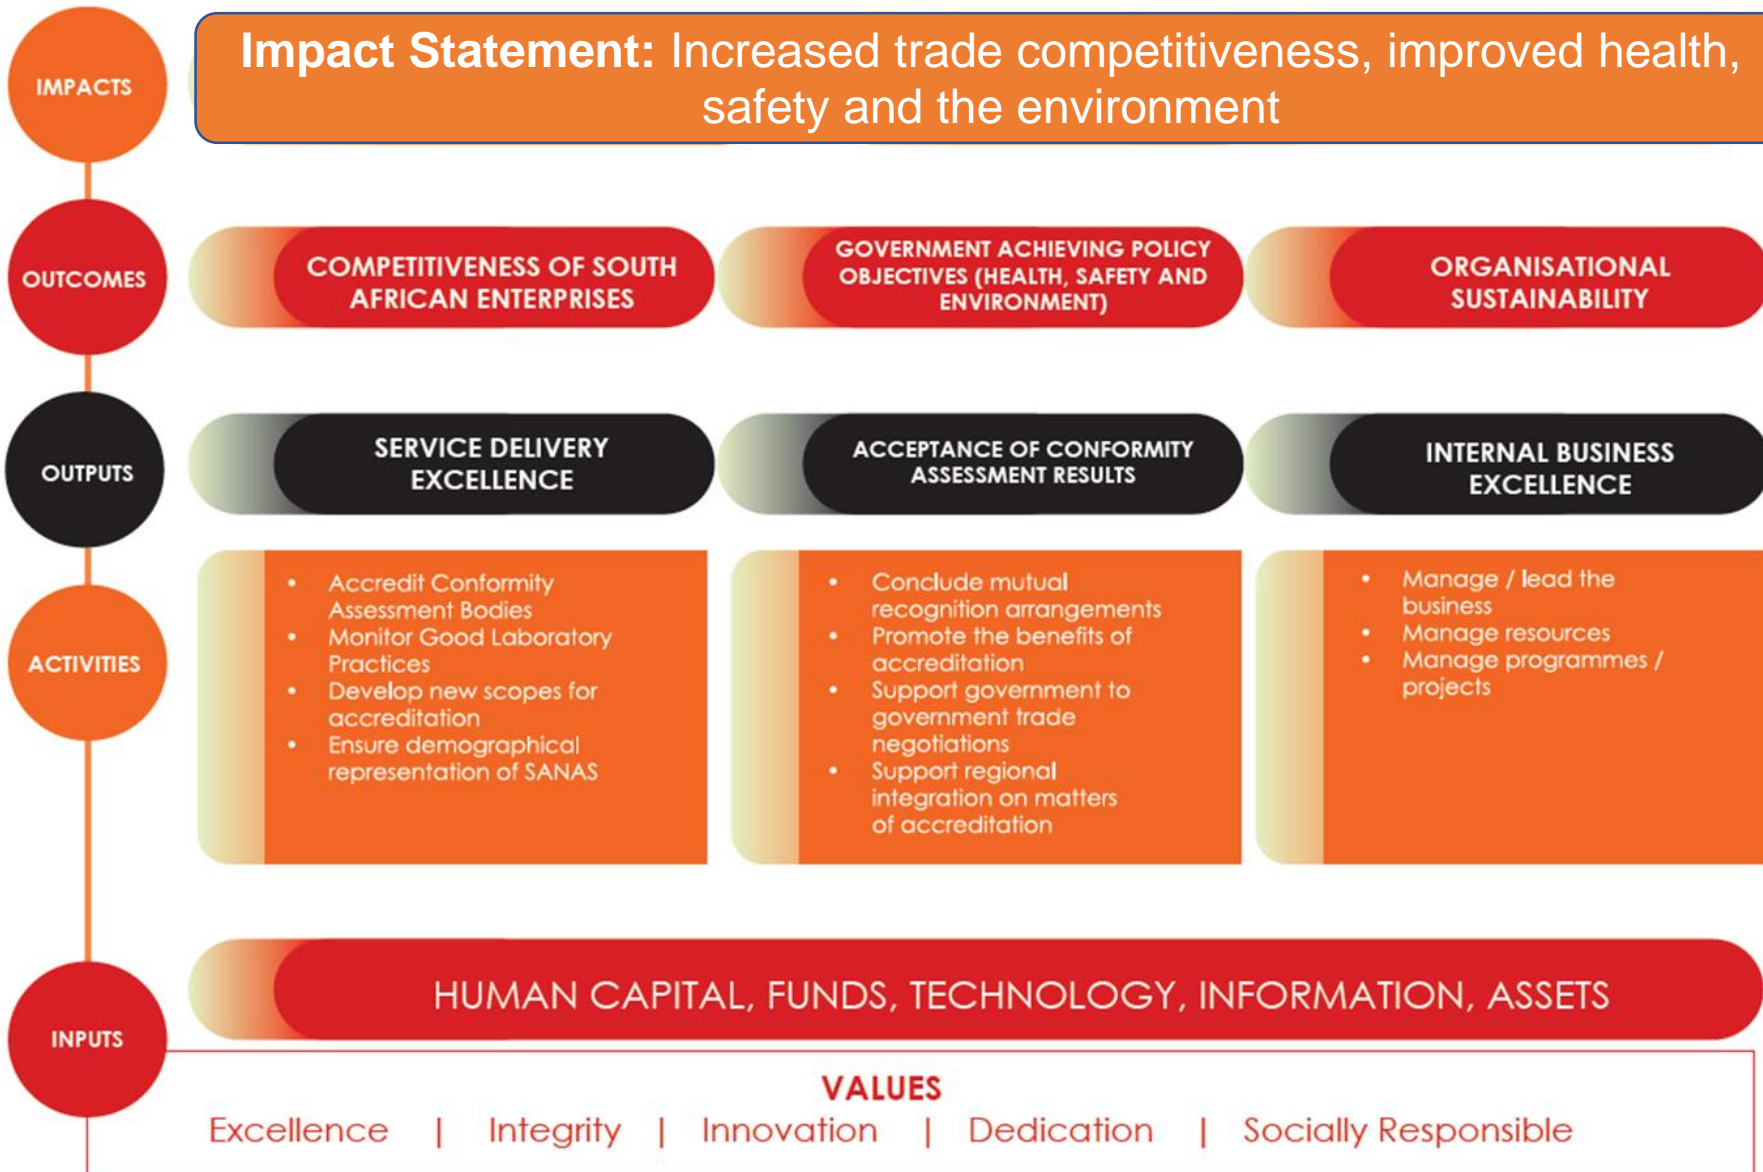 IMPACTS
Impact Statement: Increased trade competitiveness, improved health,
safety and the environment
OUTCOMES
COMPETITIVENESS OF SOUTH
AFRICAN ENTERPRISES
GOVERNMENT ACHIEVING POLICY
OBJECTIVES (HEALTH, SAFETY AND
ENVIRONMENT)
ORGANISATIONAL
SUSTAINABILITY
OUTPUTS
SERVICE DELIVERY
EXCELLENCE
ACCEPTANCE OF CONFORMITY
ASSESSMENT RESULTS
INTERNAL BUSINESS
EXCELLENCE
ACTIVITIES
• Accredit Conformity
Assessment Bodies
• Monitor Good Laboratory
Practices
• Develop new scopes for
accreditation
• Ensure demographical
representation of SANAS
• Conclude mutual
recognition arrangements
• Promote the benefits of
accreditation
• Support government to
government trade
negotiations
• Support regional
integration on matters
of accreditation
• Manage / lead the
business
• Manage resources
• Manage programmes /
projects
INPUTS
HUMAN CAPITAL, FUNDS, TECHNOLOGY, INFORMATION, ASSETS
VALUES
Excellence | Integrity | Innovation | Dedication | Socially Responsible